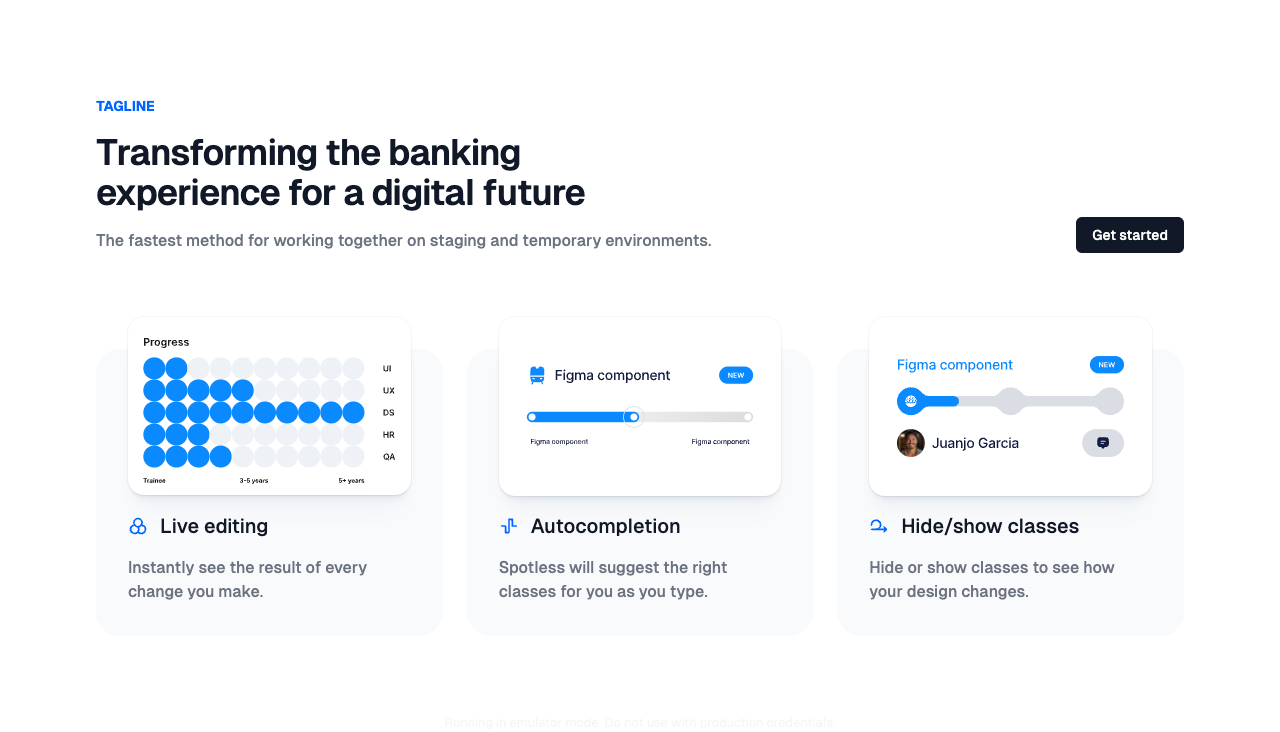 TAGLINE
Transforming the banking
experience for a digital future
The fastest method for working together on staging and temporary environments.
Get started
Progress
UI
UX
DS
HR
QA
Trainee 3-5 years 5+ years
Live editing
Instantly see the result of every
change you make.
Figma component NEW
Figma component Figma component
Autocompletion
Spotless will suggest the right
classes for you as you type.
Figma component NEW
Juanjo Garcia
Hide/show classes
Hide or show classes to see how
your design changes.
Running in emulator mode. Do not use with production credentials.